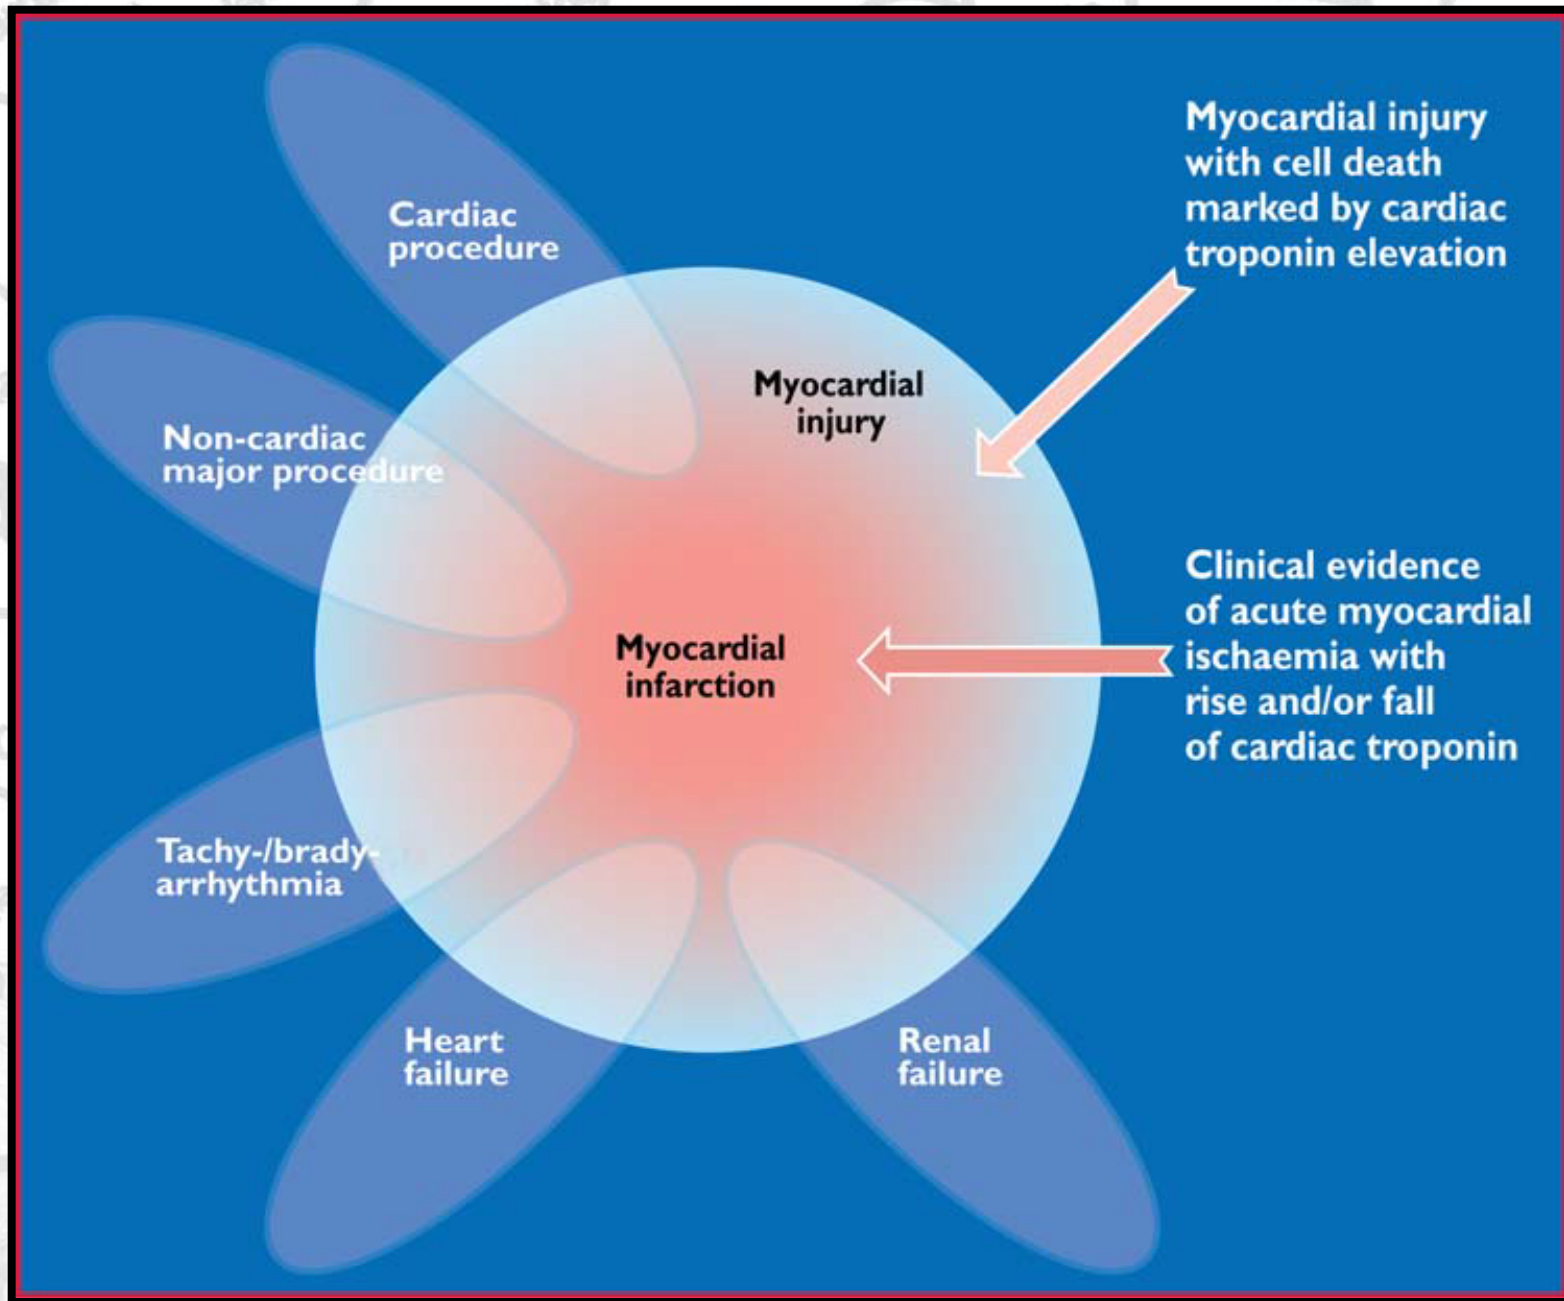 Cardiac
procedure
Myocardial injury
with cell death
marked by cardiac
troponin elevation
Non-cardiac
major procedure
Myocardial
injury
Myocardial
infarction
Clinical evidence
of acute myocardial
ischaemia with
rise and/or fall
of cardiac troponin
Tachy-/brady-
arrhythmia
Heart
failure
Renal
failure